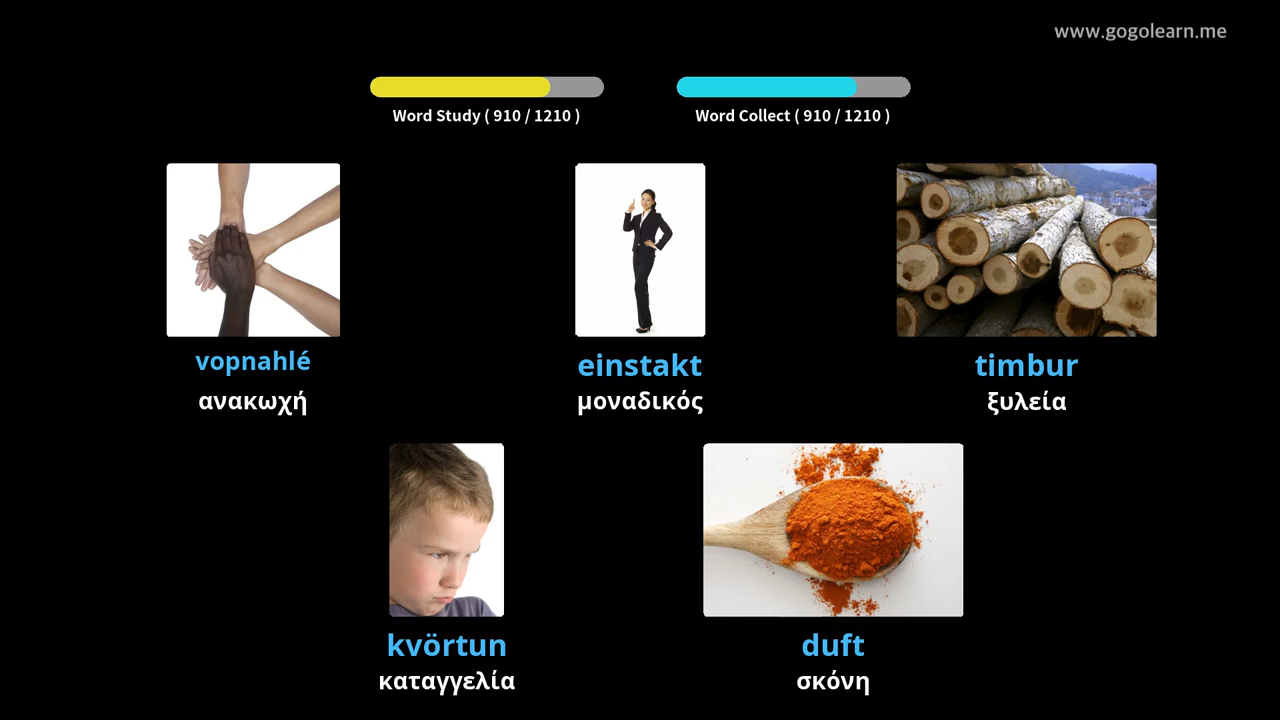 www.gogolearn.me
Word Study ( 910 / 1210 )
Word Collect ( 910 / 1210 )
vopnahlé
einstakt
timbur
ανακωχή
μοναδικός
ξυλεία
kvörtun
duft
καταγγελία
σκόνη